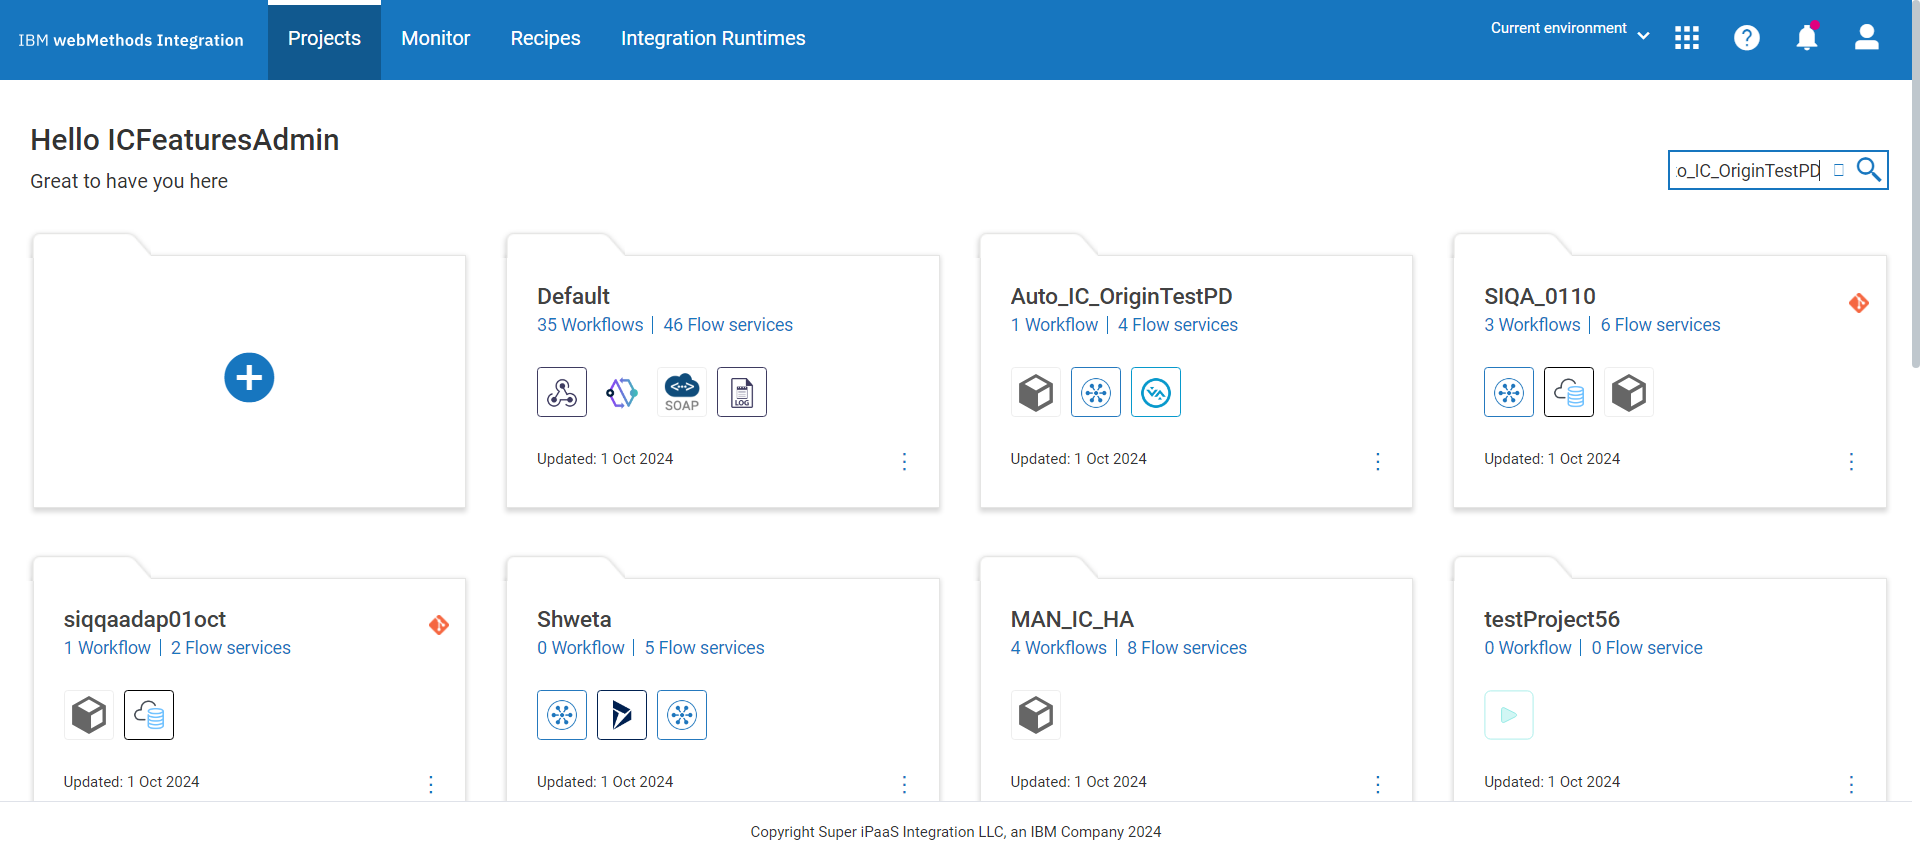 IBM webMethods Integration
Projects
Monitor
Recipes
Integration Runtimes
Current environment
Hello ICFeaturesAdmin
Great to have you here
o_IC_OriginTestPD
Default
35 Workflows | 46 Flow services
SOAP
LOG
Updated: 1 Oct 2024
Auto_IC_OriginTestPD
1 Workflow | 4 Flow services
Updated: 1 Oct 2024
SIQA_0110
3 Workflows | 6 Flow services
Updated: 1 Oct 2024
siqqaadap01oct
1 Workflow | 2 Flow services
Updated: 1 Oct 2024
Shweta
0 Workflow | 5 Flow services
Updated: 1 Oct 2024
MAN_IC_HA
4 Workflows | 8 Flow services
Updated: 1 Oct 2024
testProject56
0 Workflow | 0 Flow service
Updated: 1 Oct 2024
Copyright Super iPaaS Integration LLC, an IBM Company 2024